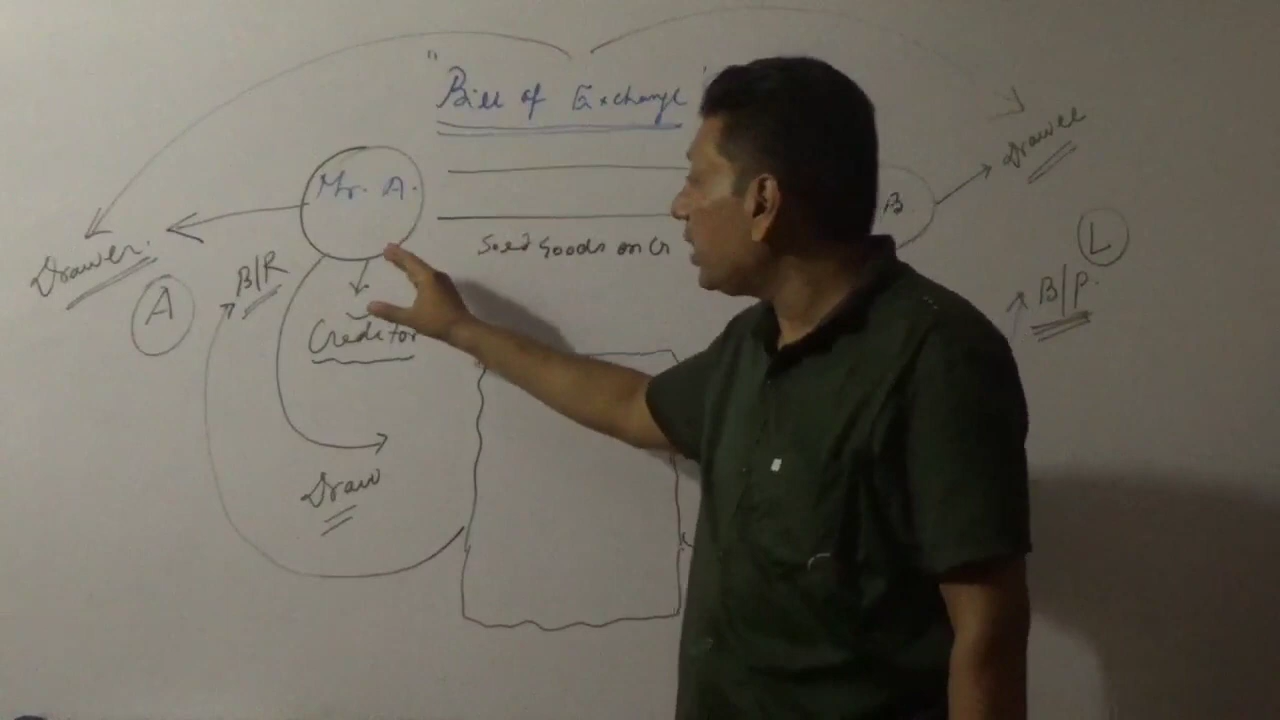 "Bill of Exchange"
Mr. A.
B.
Drawee
Sold Goods on Cr
Drawer.
B/R
A
L
B/P.
Creditor
Draw